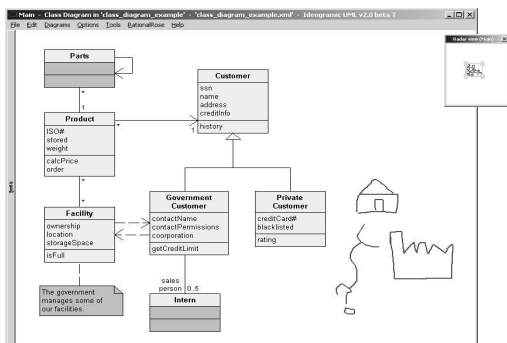 Main - Class Diagram in 'class_diagram_example' - 'class_diagram_example.xml' - Ideogramic UML v2.0 beta 7
File Edit Diagrams Options Tools RationalRose Help
Radar view (Main)
Parts
*
1
Product
ISO#
stored
weight
calcPrice
order
*
1
Customer
ssn
name
address
creditInfo
history
*
*
Facility
ownership
location
storageSpace
isFull
Government
Customer
contactName
contactPermissions
coorporation
getCreditLimit
Private
Customer
creditCard#
blacklisted
rating
The government
manages some of
our facilities.
sales
person 0..5
Intern